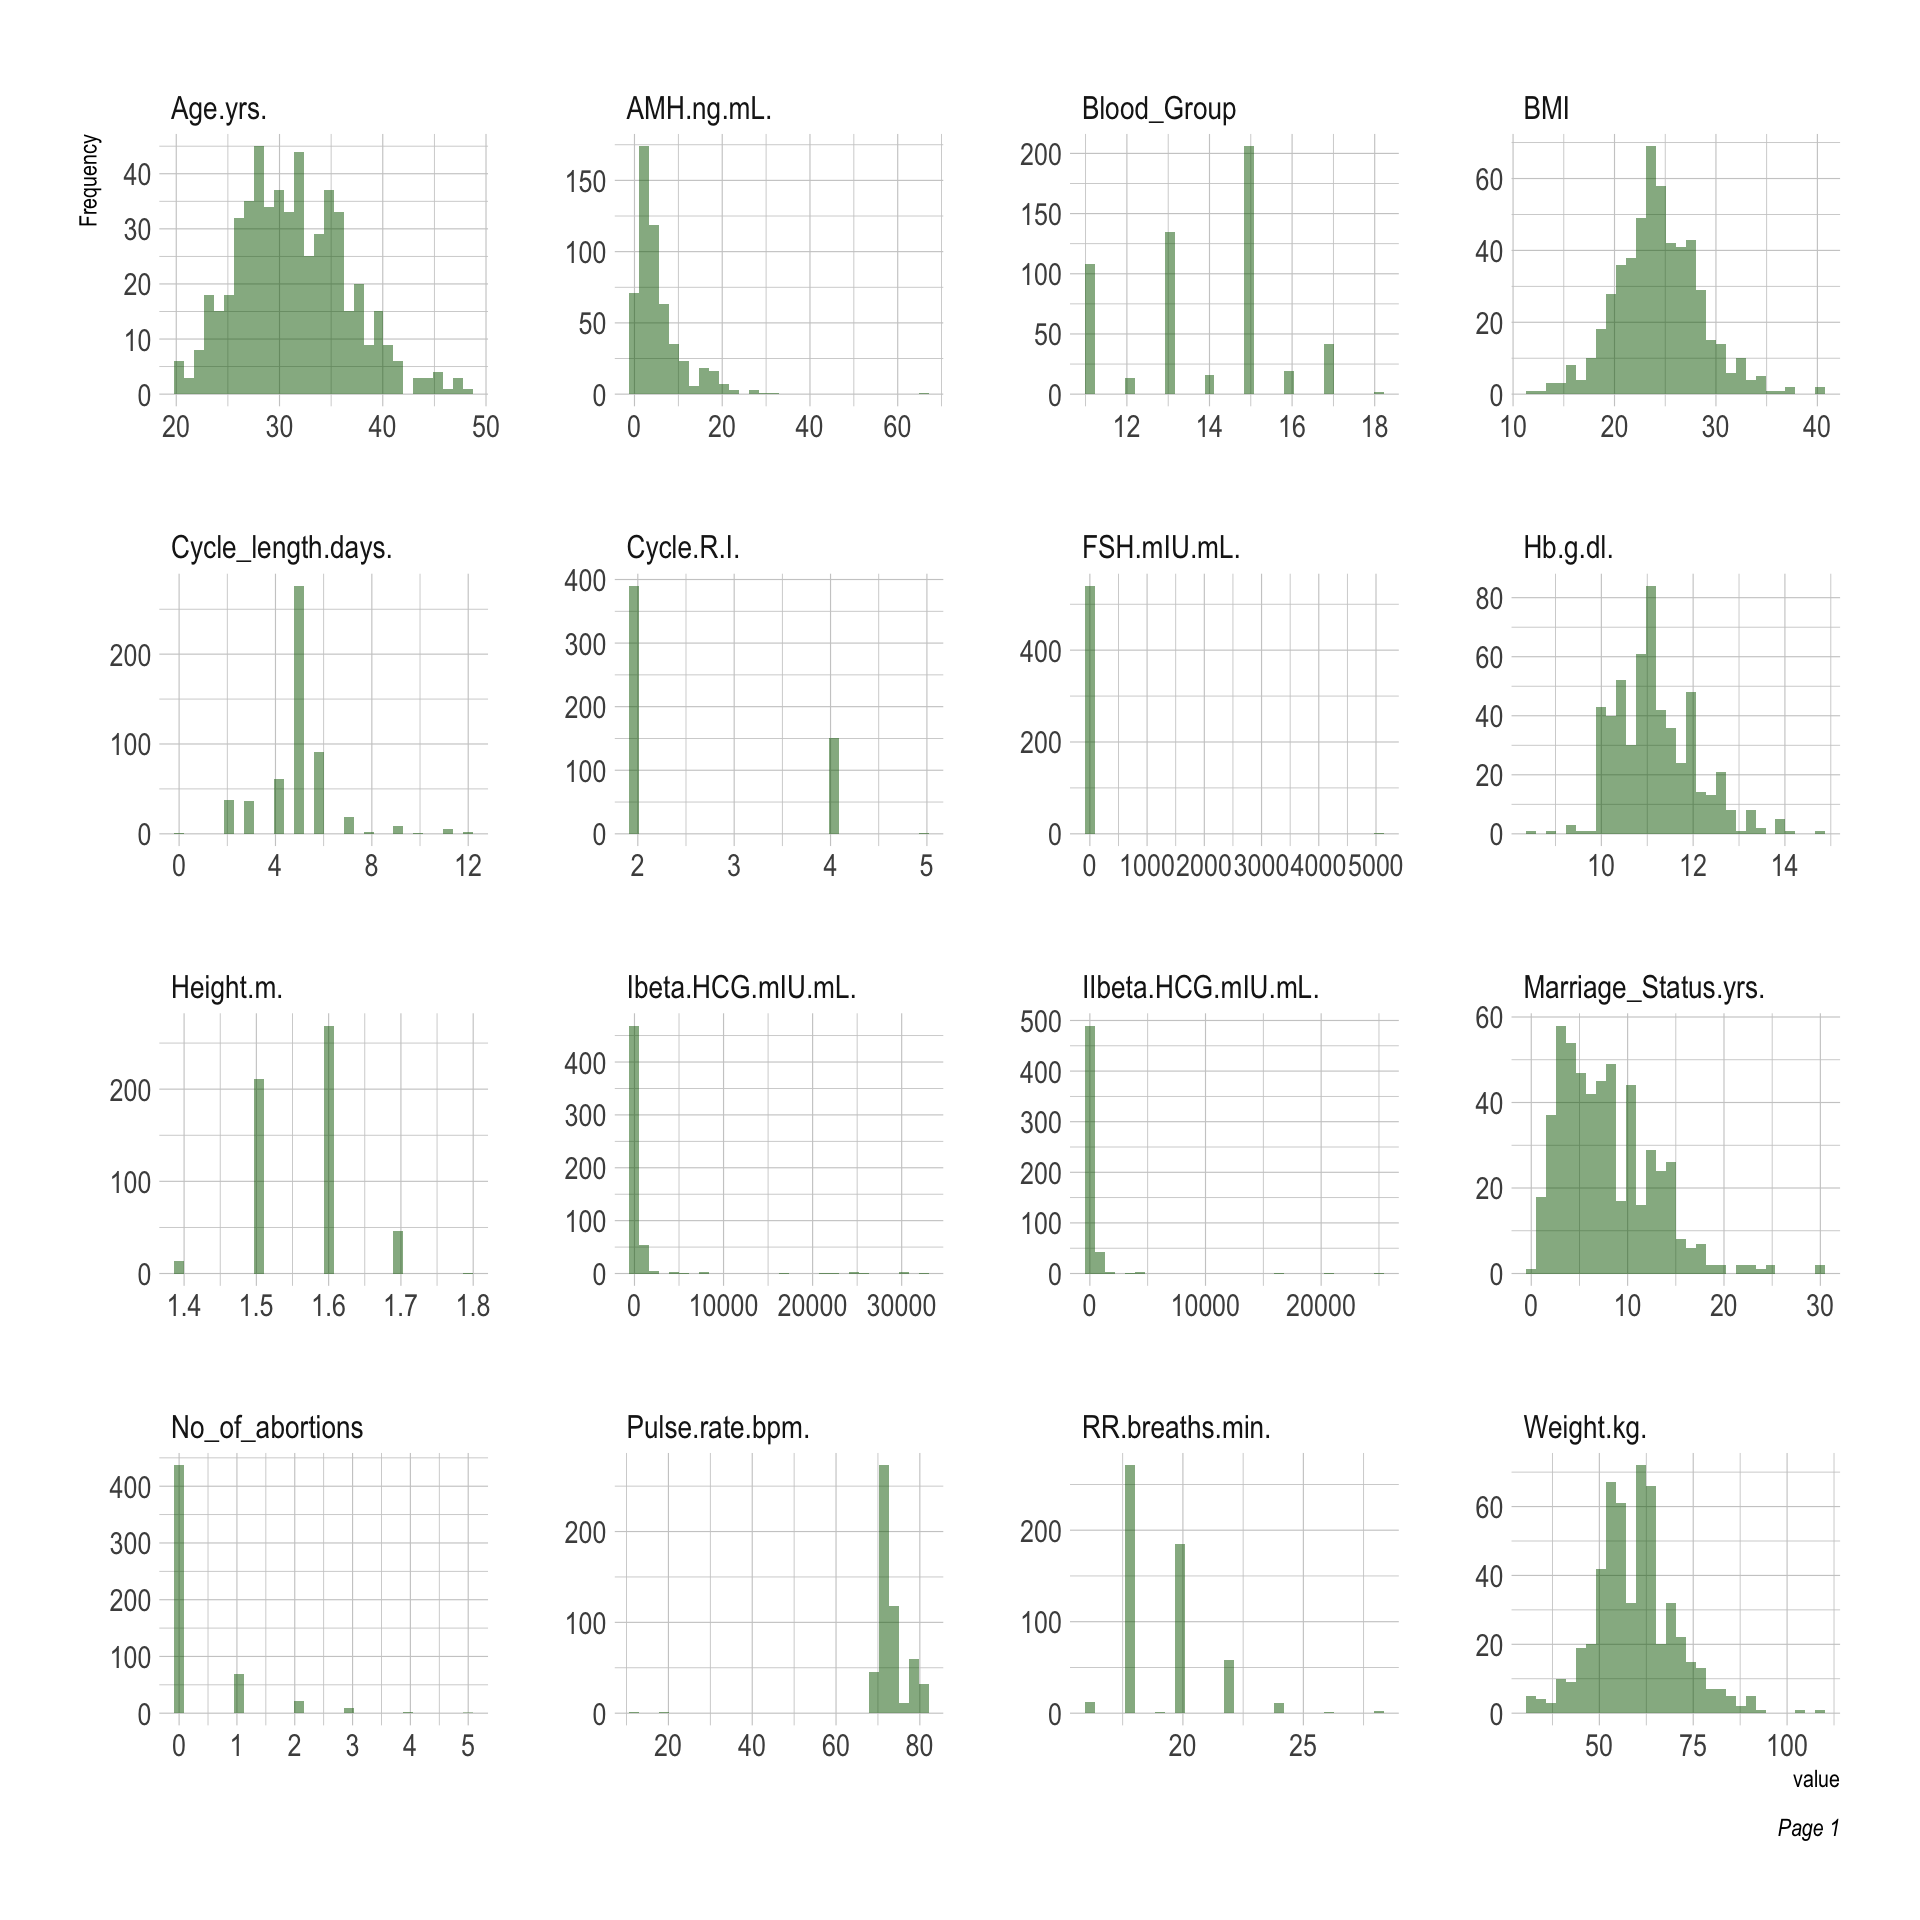 Age.yrs. AMH.ng.mL. Blood_Group BMI
Frequency
40 30 20 10 0
20 30 40 50
150 100 50 0
0 20 40 60
200 150 100 50 0
12 14 16 18
60 40 20 0
10 20 30 40
Cycle_length.days. Cycle.R.I. FSH.mIU.mL. Hb.g.dl.
200 100 0
0 4 8 12
400 300 200 100 0
2 3 4 5
400 200 0
0 1000 2000 3000 4000 5000
80 60 40 20 0
10 12 14
Height.m. Ibeta.HCG.mIU.mL. IIbeta.HCG.mIU.mL. Marriage_Status.yrs.
200 100 0
1.4 1.5 1.6 1.7 1.8
400 300 200 100 0
0 10000 20000 30000
500 400 300 200 100 0
0 10000 20000
60 40 20 0
0 10 20 30
No_of_abortions Pulse.rate.bpm. RR.breaths.min. Weight.kg.
400 300 200 100 0
0 1 2 3 4 5
200 100 0
20 40 60 80
200 100 0
20 25
60 40 20 0
50 75 100
value
Page 1